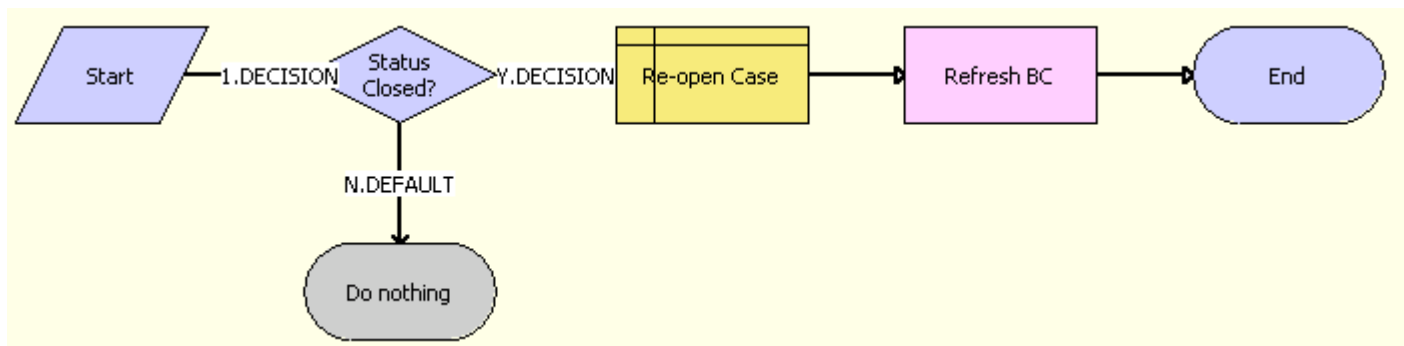 Start
1.DECISION
Status
Closed?
Y.DECISION
Re-open Case
Refresh BC
End
N.DEFAULT
Do nothing